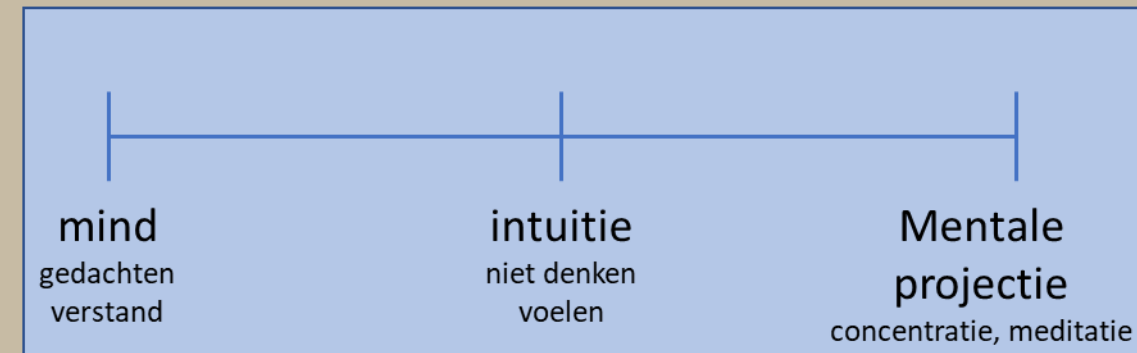 mind
gedachten
verstand
intuitie
niet denken
voelen
Mentale
projectie
concentratie, meditatie